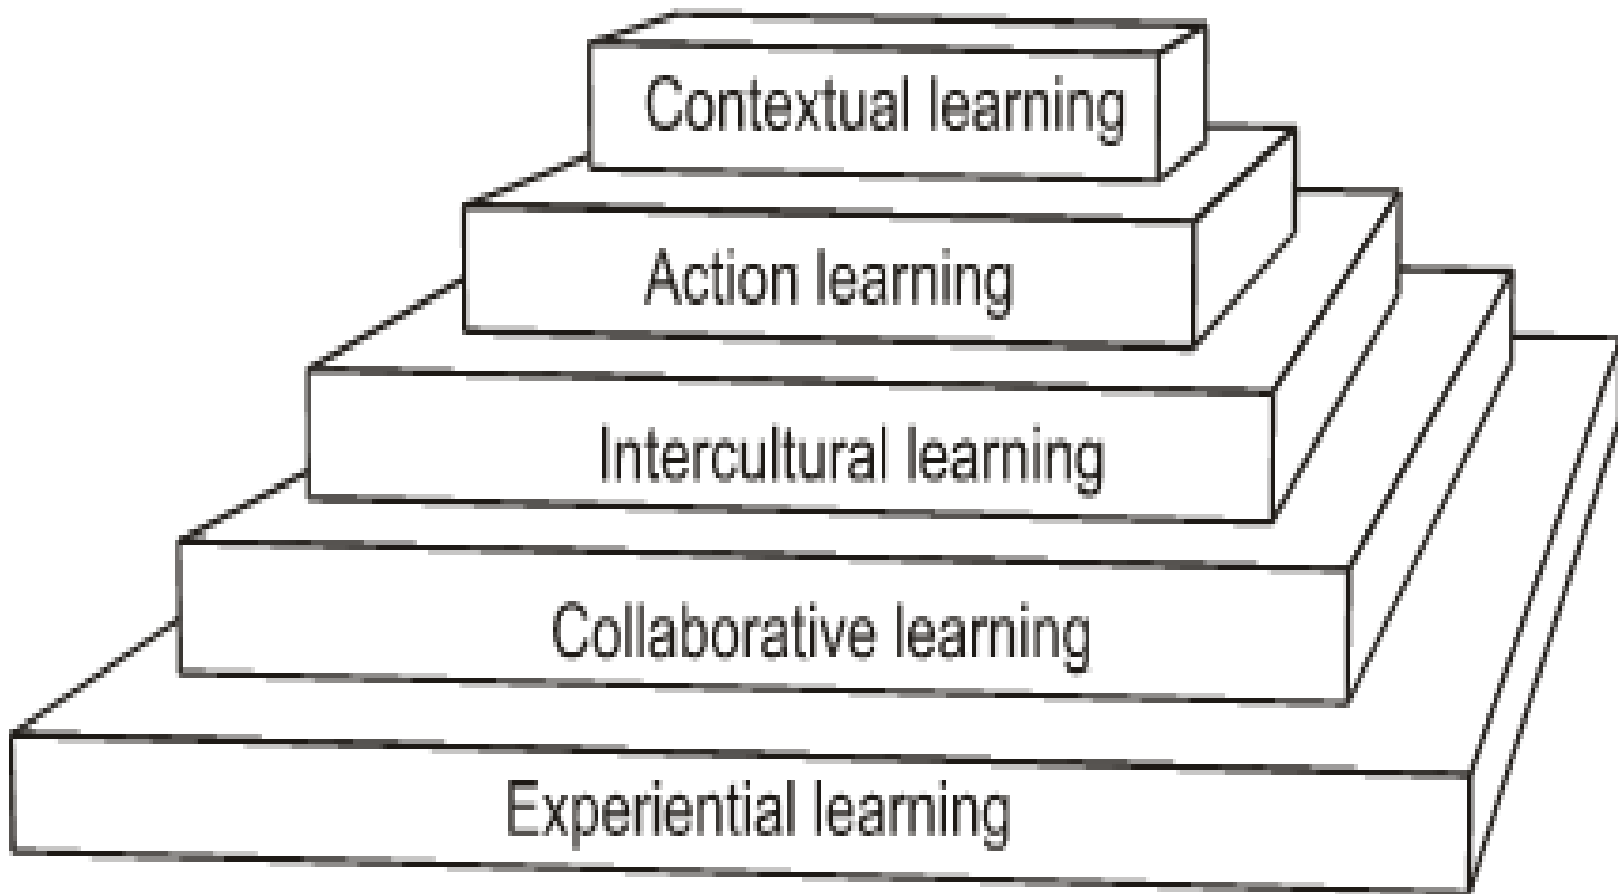 Contextual learning
Action learning
Intercultural learning
Collaborative learning
Experiential learning